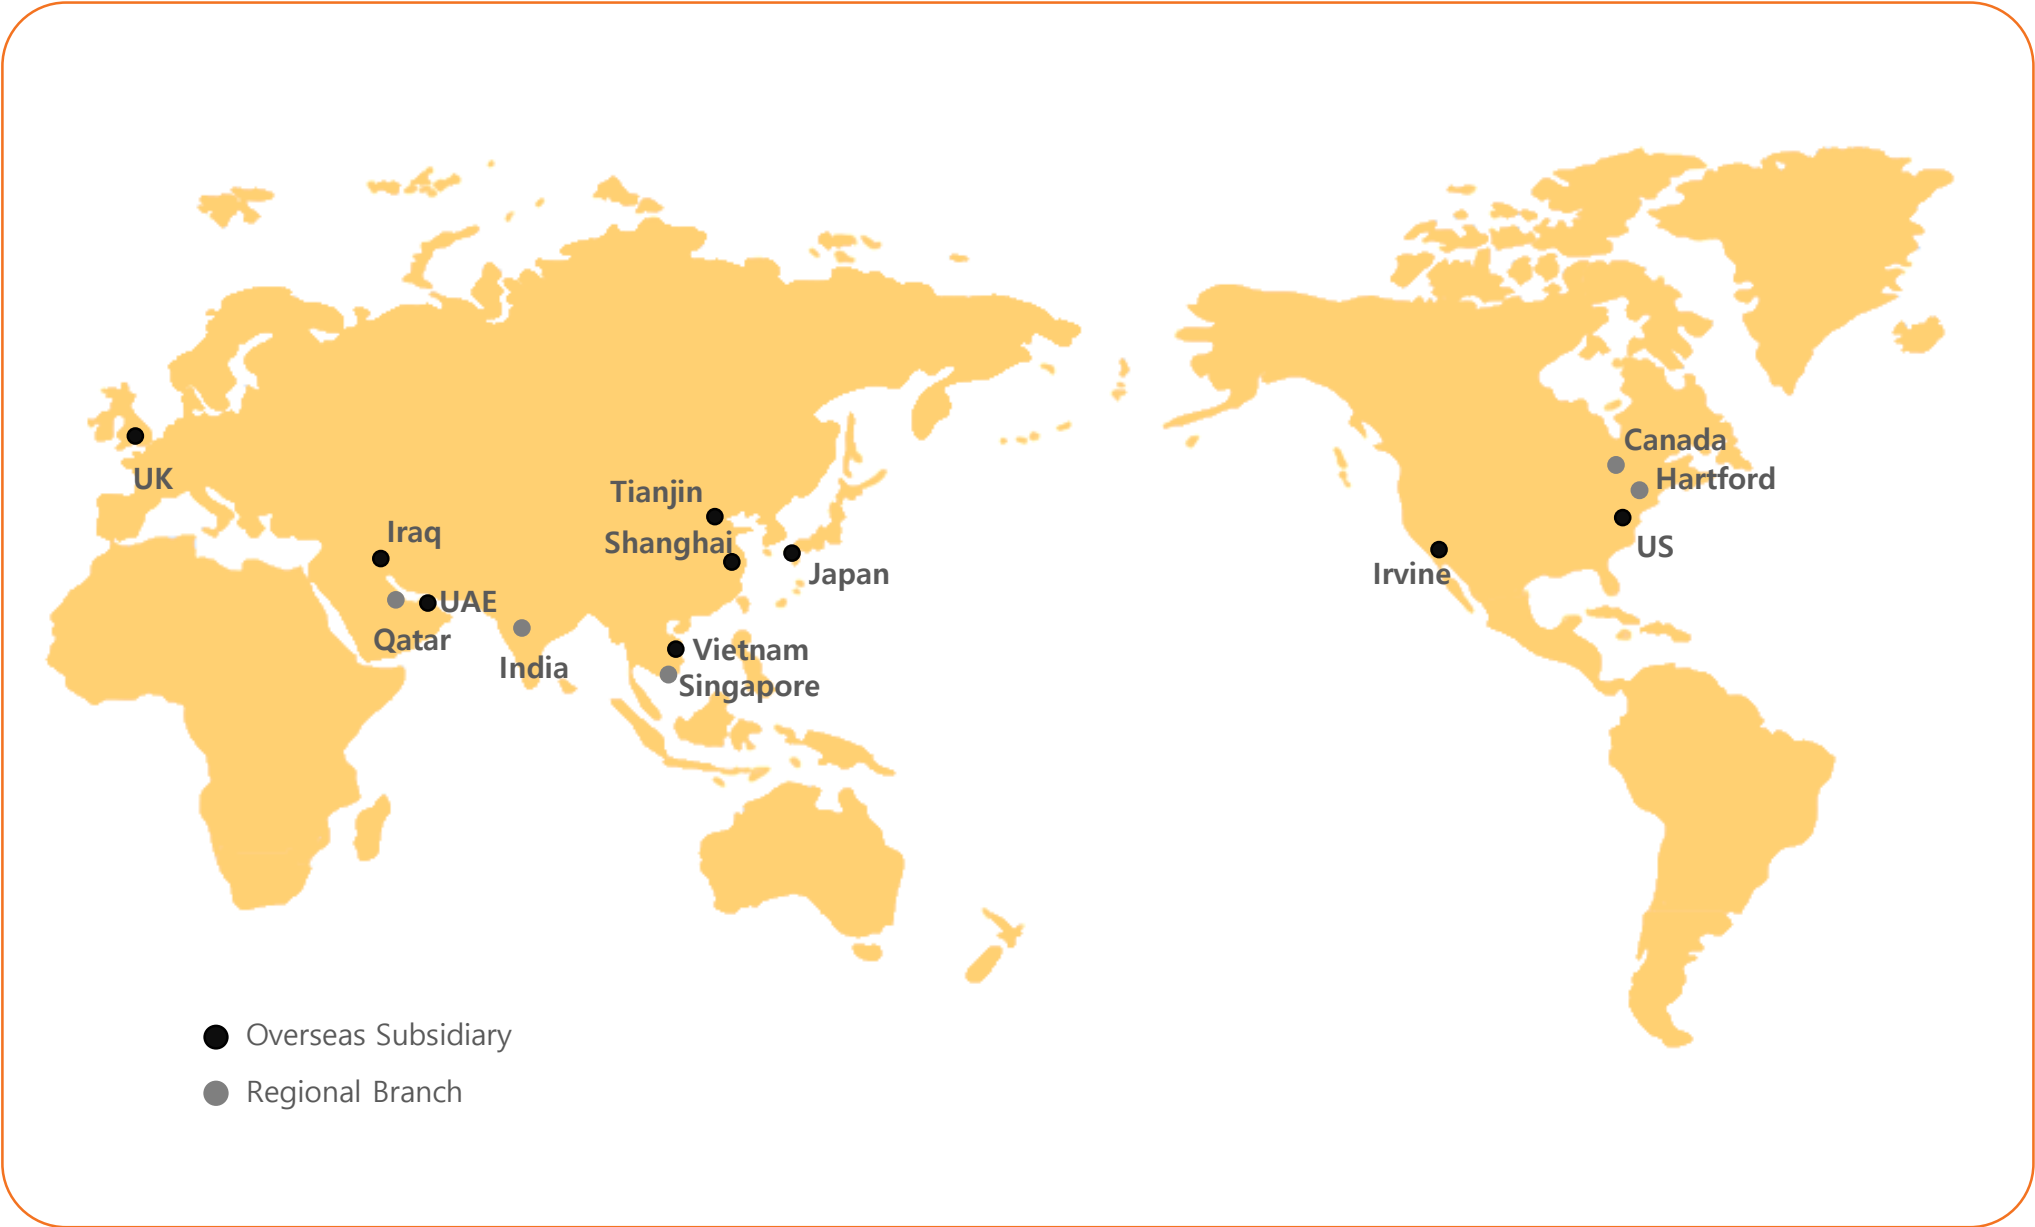 Canada
UK
Hartford
Tianjin
Iraq
Shanghai
US
Japan
Irvine
UAE
Qatar
Vietnam
India
Singapore
Overseas Subsidiary
Regional Branch